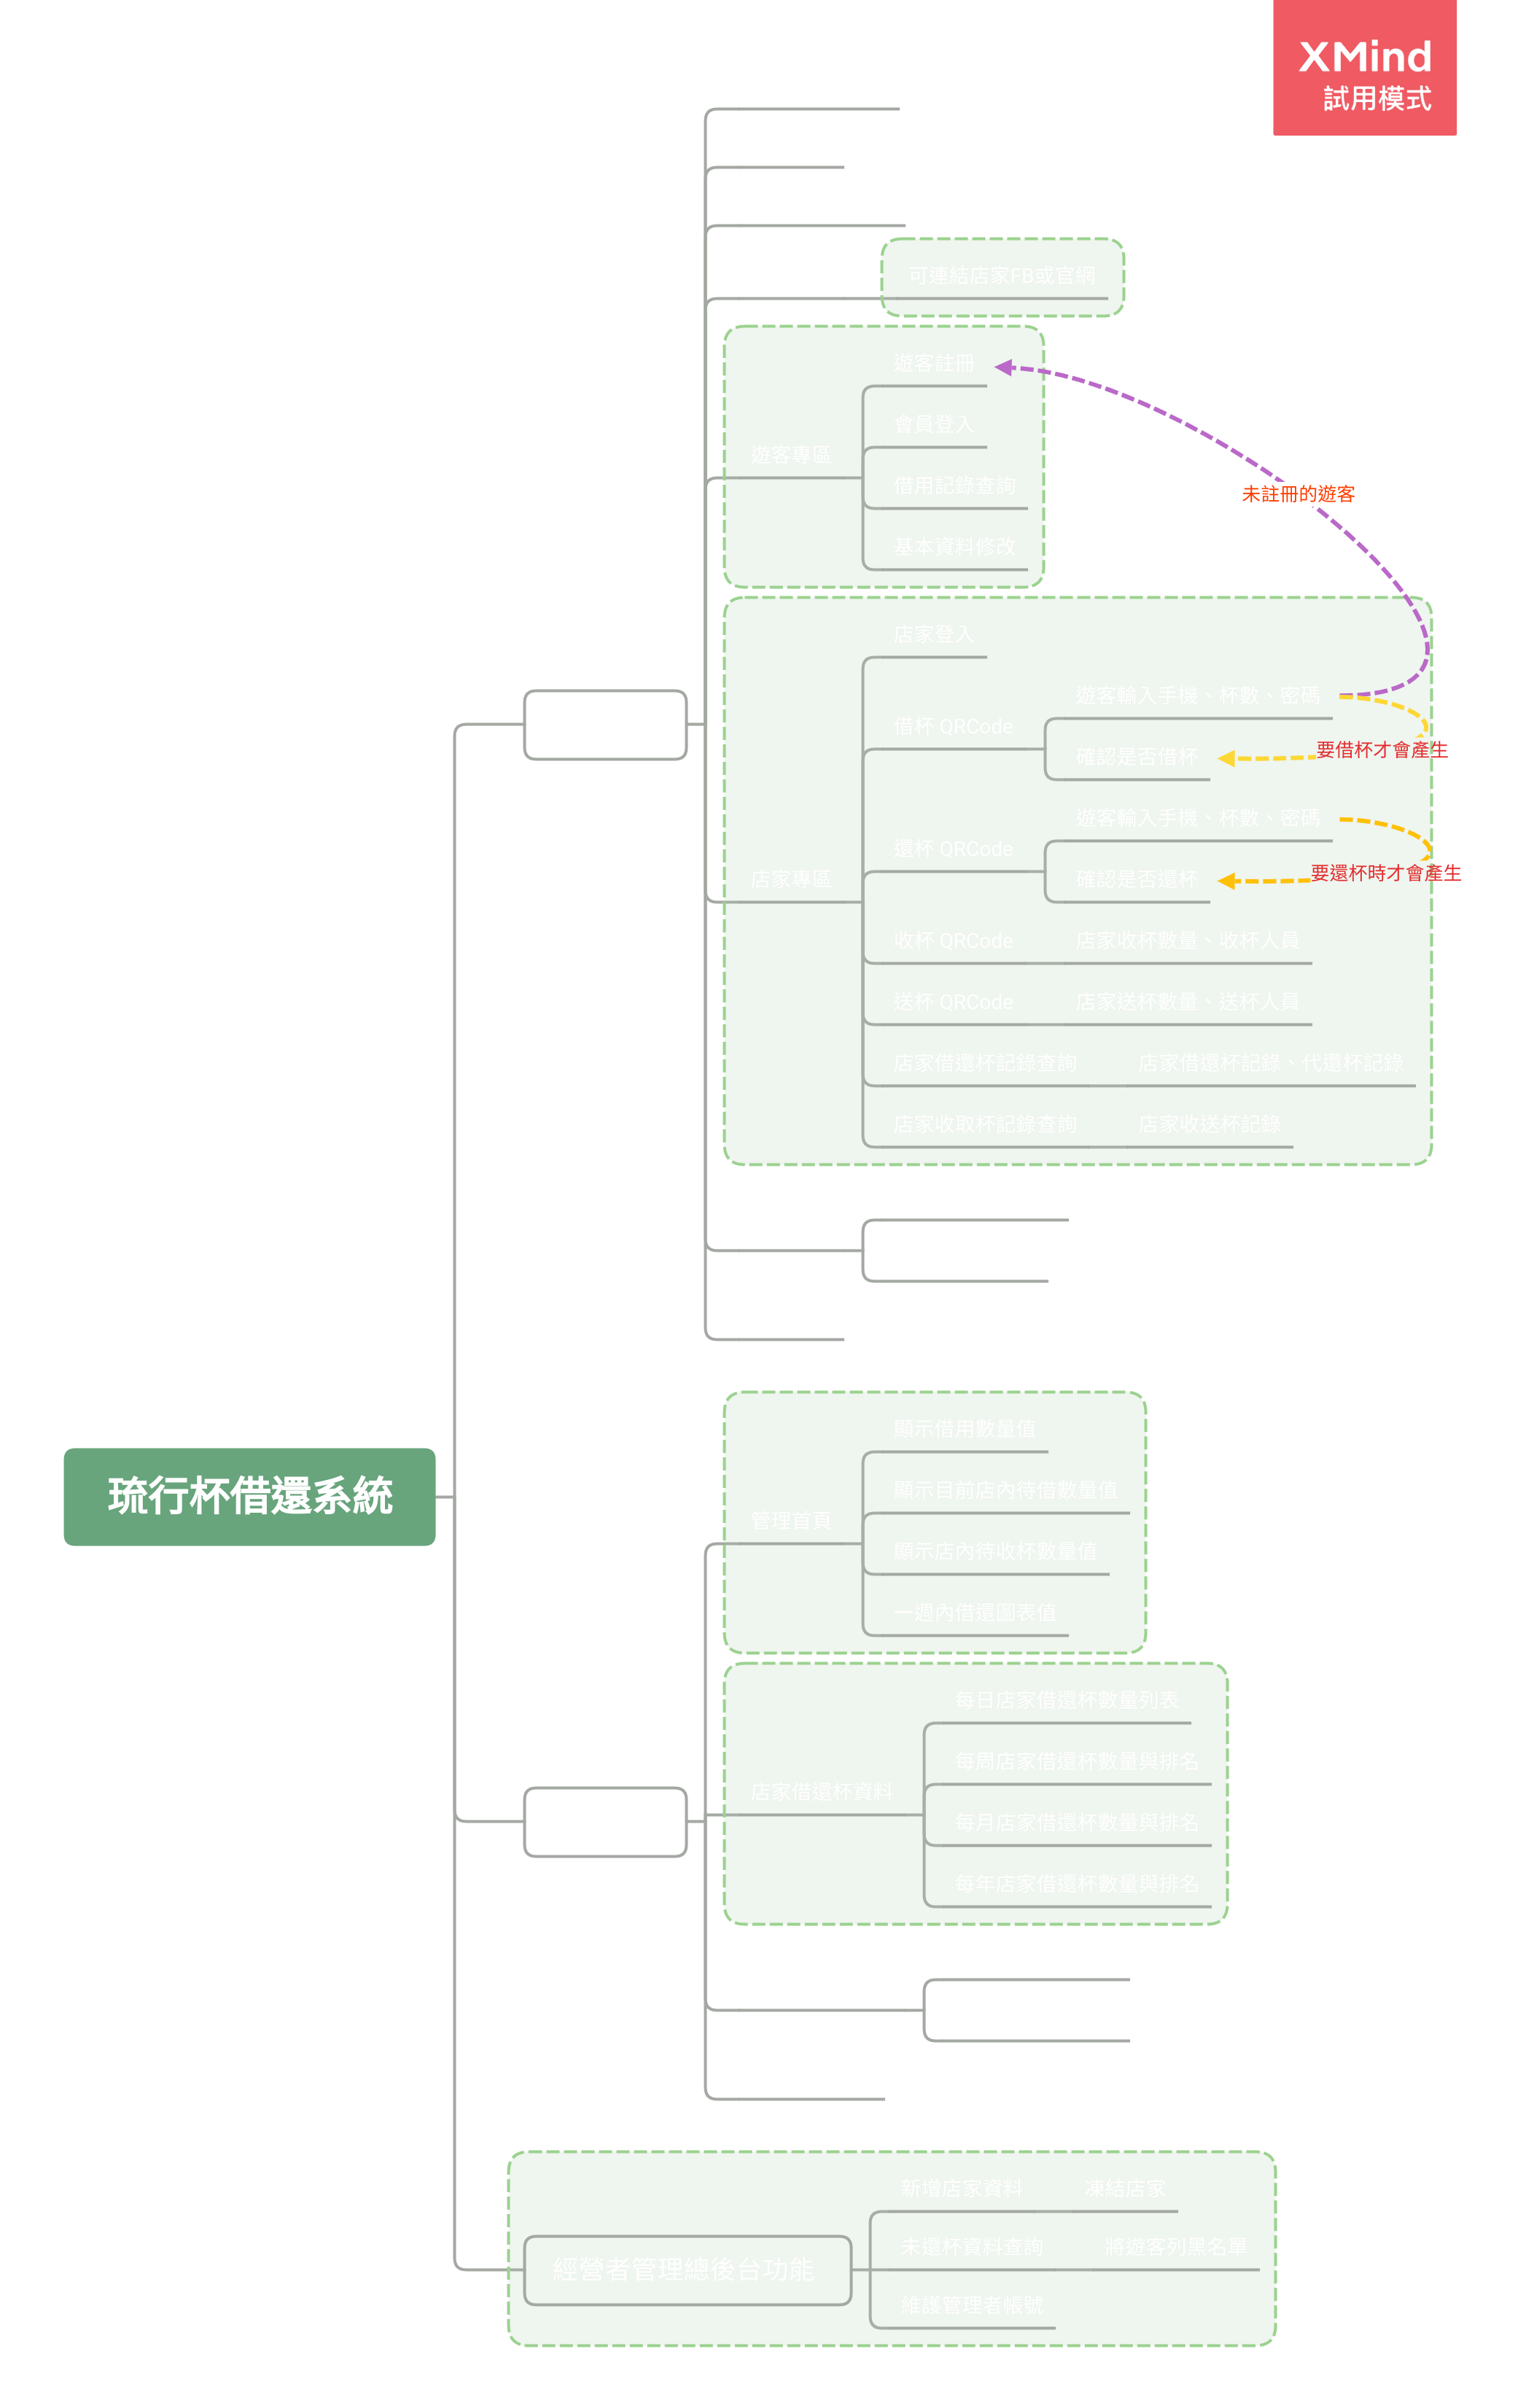 XMind
試用模式
可連結店家FB或官網
遊客註冊
會員登入
遊客專區
借用記錄查詢
未註冊的遊客
基本資料修改
店家登入
遊客輸入手機、杯數、密碼
借杯 QRCode
確認是否借杯
要借杯才會產生
遊客輸入手機、杯數、密碼
還杯 QRCode
確認是否還杯
要還杯時才會產生
店家專區
收杯 QRCode
店家收杯數量、收杯人員
送杯 QRCode
店家送杯數量、送杯人員
店家借還杯記錄查詢
店家借還杯記錄、代還杯記錄
店家收取杯記錄查詢
店家收送杯記錄
琉行杯借還系統
顯示借用數量值
顯示目前店內待借數量值
管理首頁
顯示店內待收杯數量值
一週內借還圖表值
每日店家借還杯數量列表
每周店家借還杯數量與排名
店家借還杯資料
每月店家借還杯數量與排名
每年店家借還杯數量與排名
新增店家資料
凍結店家
未還杯資料查詢
將遊客列黑名單
經營者管理總後台功能
維護管理者帳號